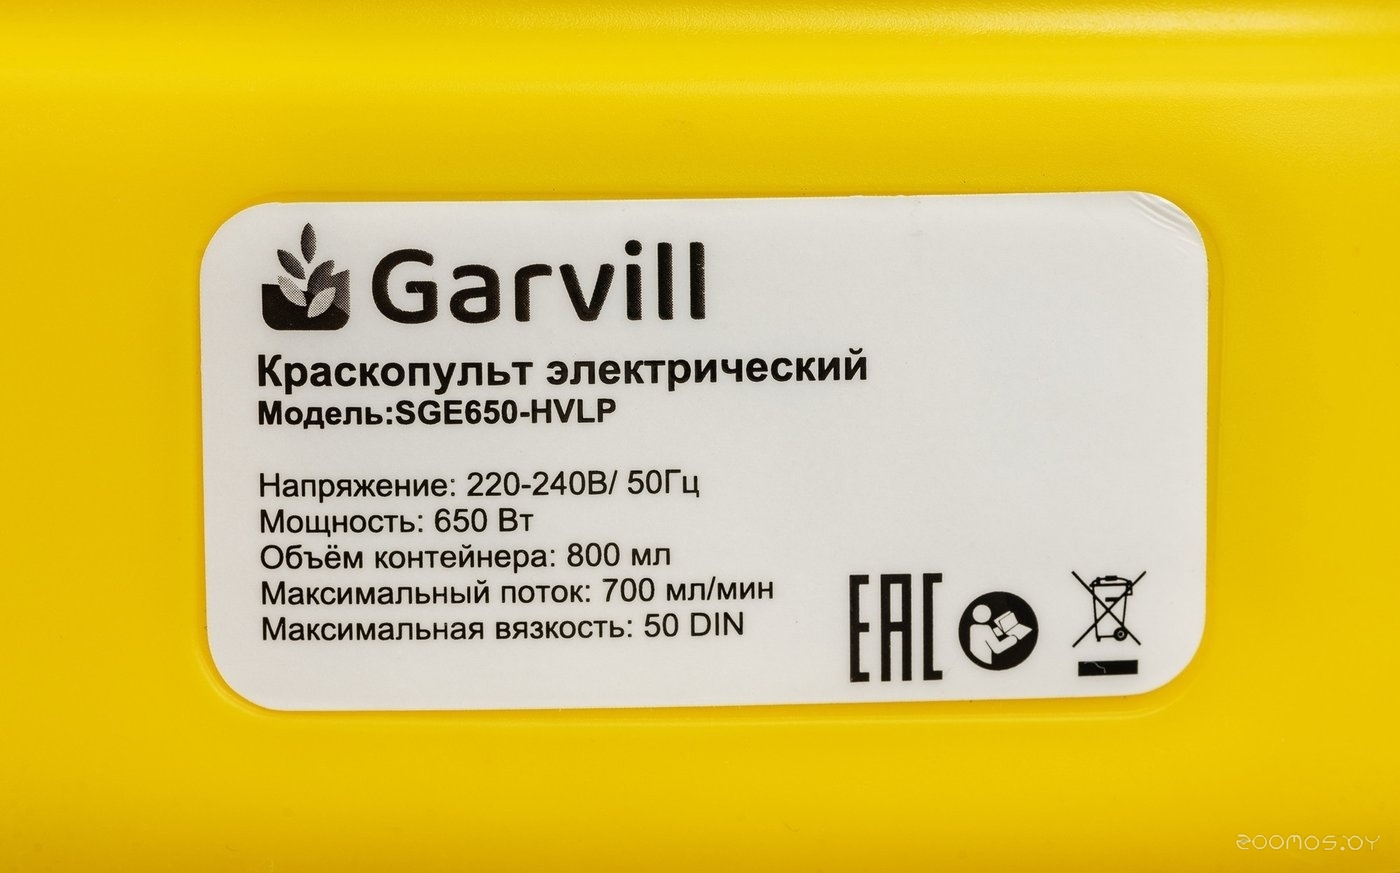 Garvill
Краскопульт электрический
Модель:SGE650-HVLP
Напряжение: 220-240В/ 50Гц
Мощность: 650 Вт
Объём контейнера: 800 мл
Максимальный поток: 700 мл/мин
Максимальная вязкость: 50 DIN
EAC
zoomos.by